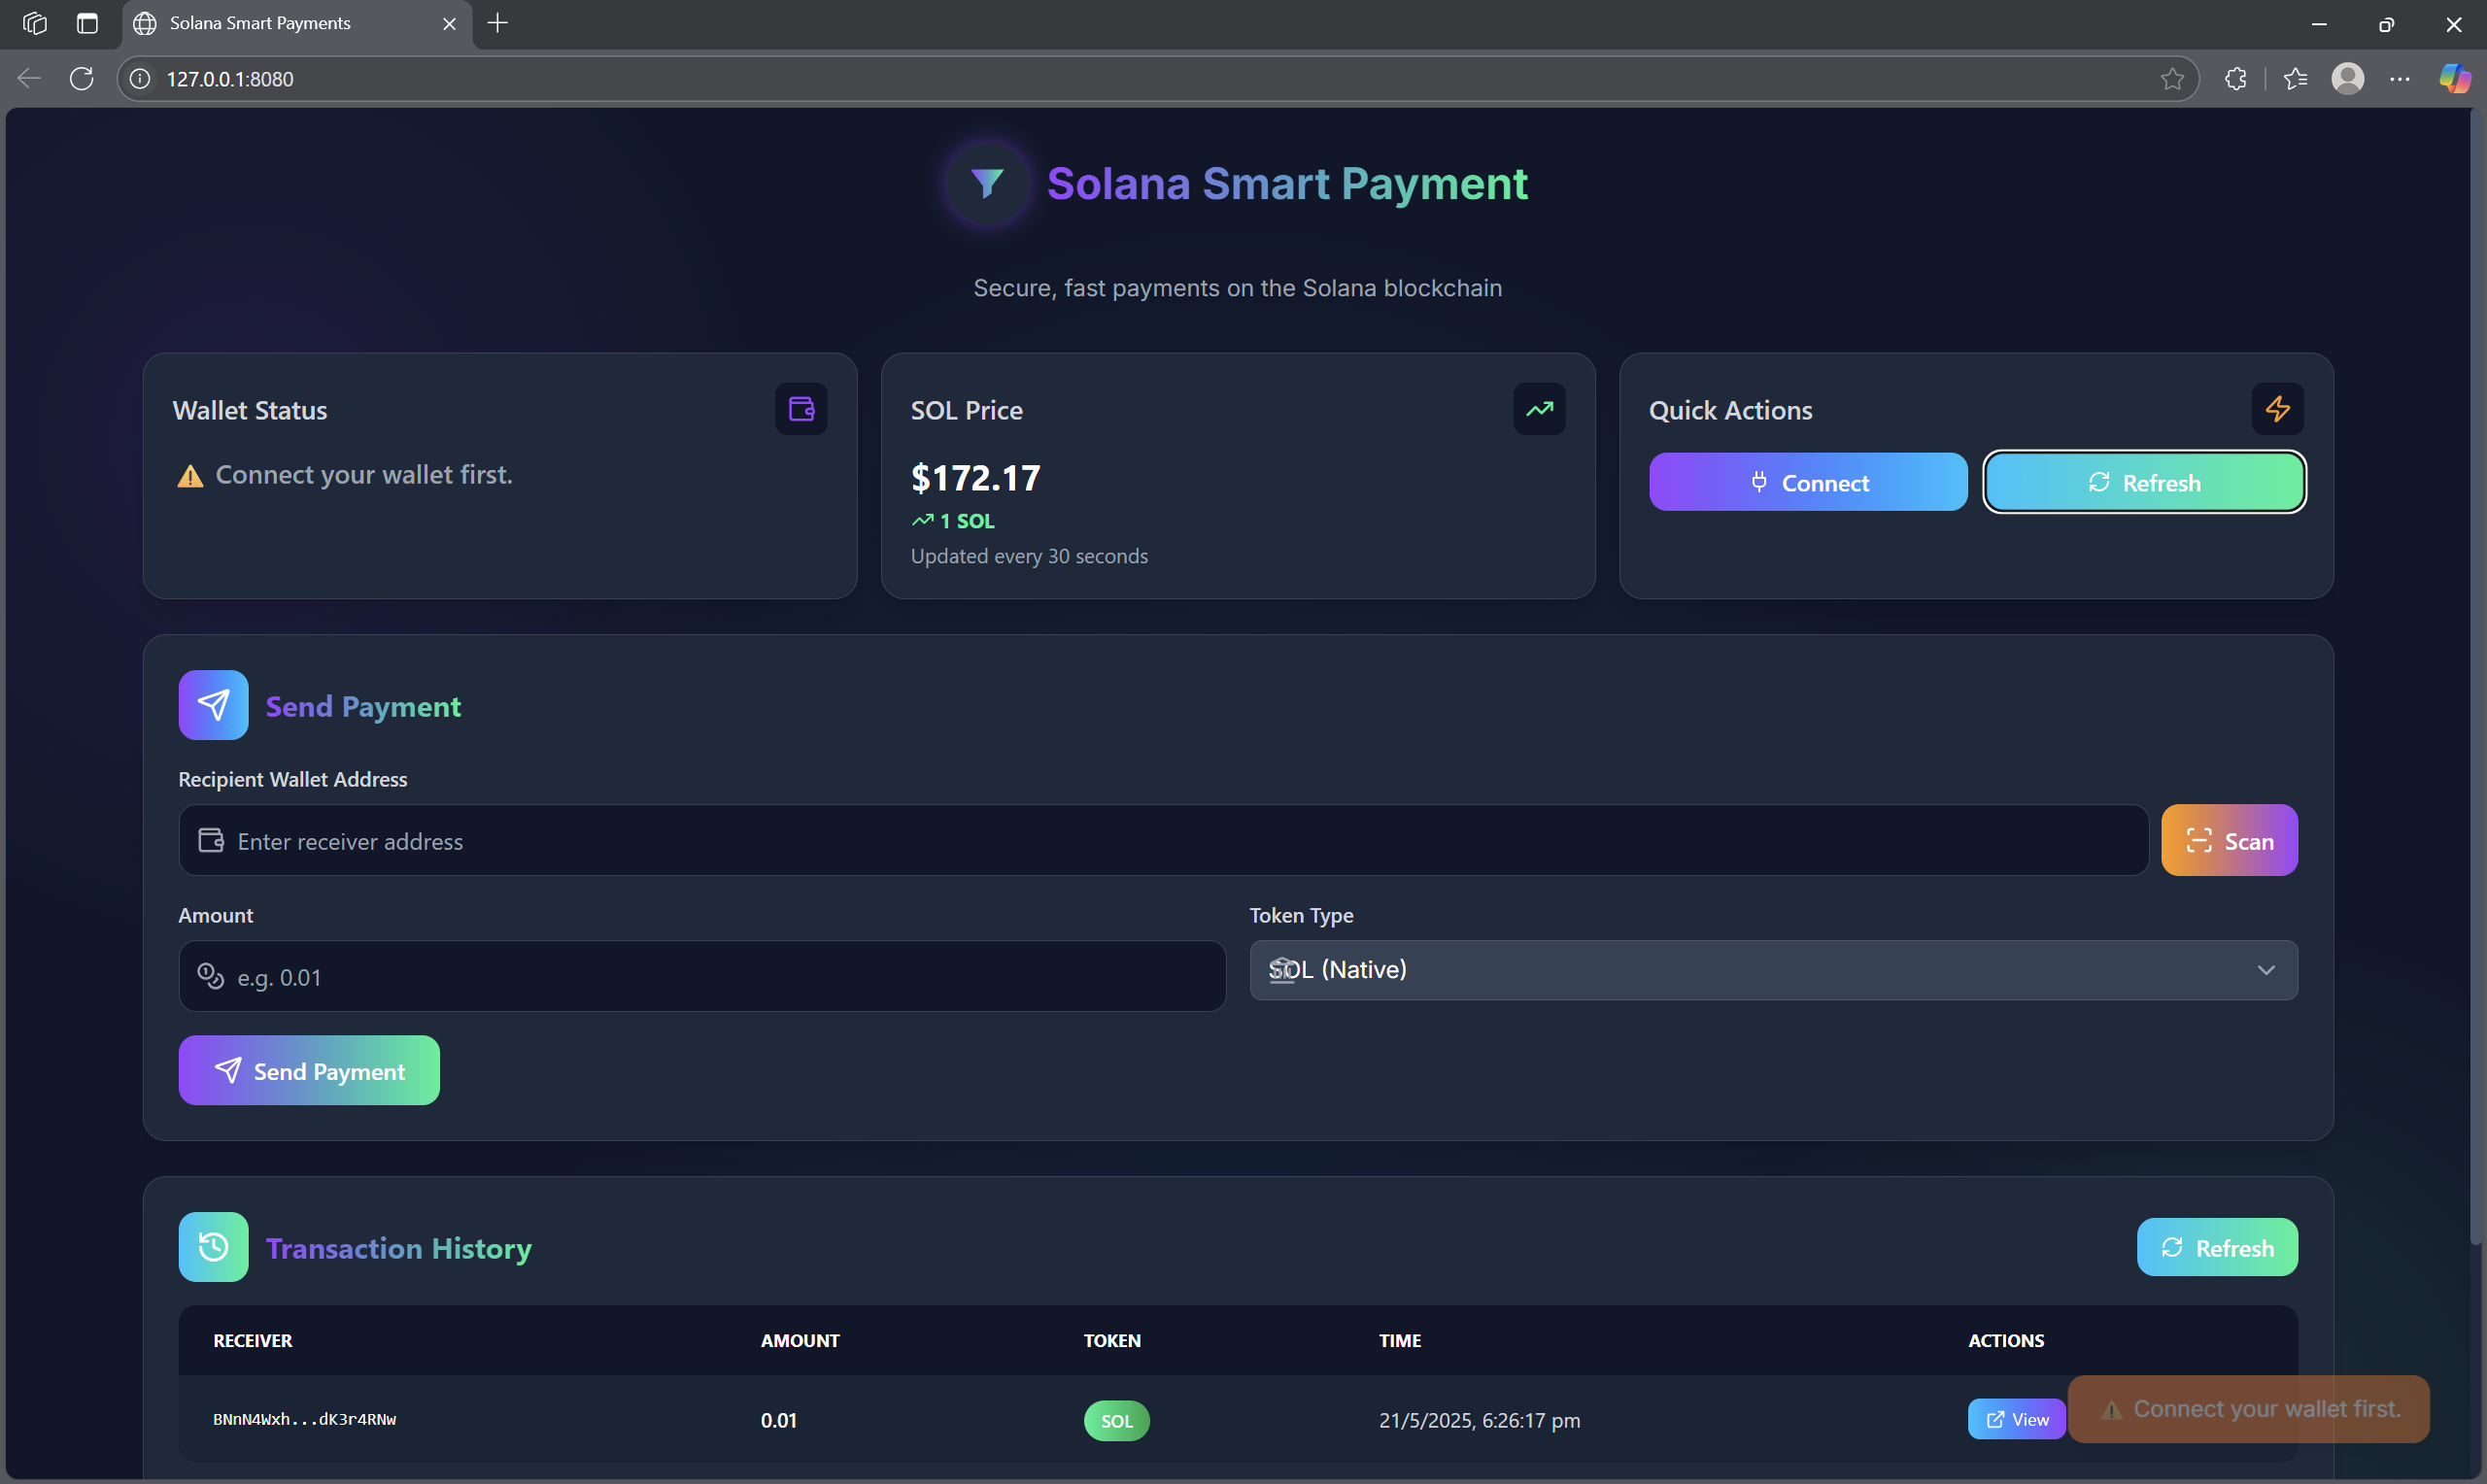 Solana Smart Payments
127.0.0.1:8080
Solana Smart Payment
Secure, fast payments on the Solana blockchain
Wallet Status
Connect your wallet first.
SOL Price
$172.17
1 SOL
Updated every 30 seconds
Quick Actions
Connect
Refresh
Send Payment
Recipient Wallet Address
Enter receiver address
Scan
Amount
e.g. 0.01
Token Type
SOL (Native)
Send Payment
Transaction History
Refresh
RECEIVER AMOUNT TOKEN TIME ACTIONS
BNnN4Wxh...dK3r4RNw 0.01 SOL 21/5/2025, 6:26:17 pm View
Connect your wallet first.